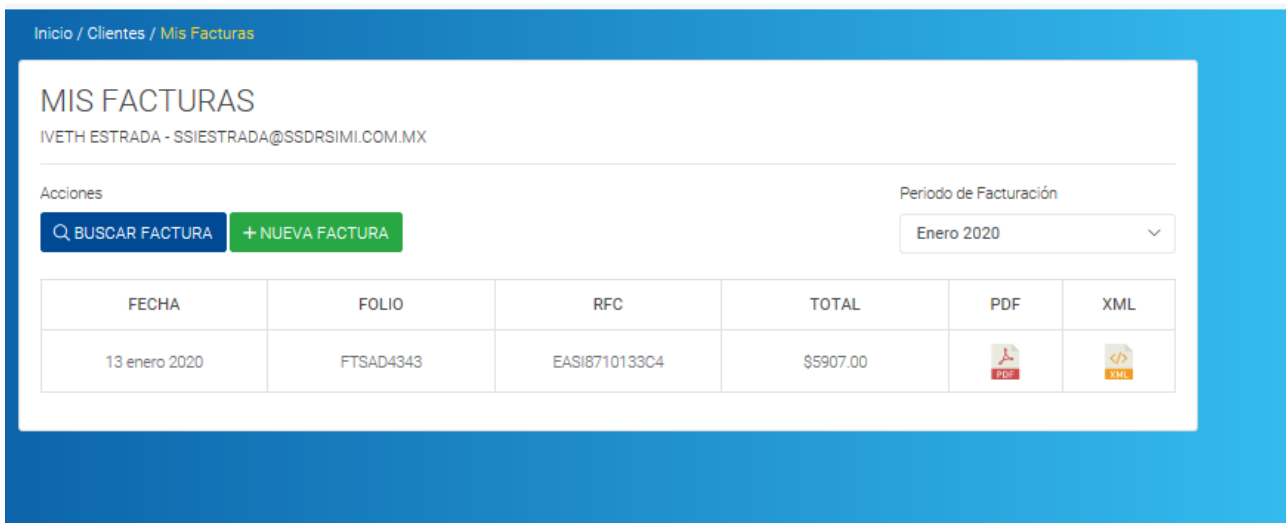 Inicio / Clientes / Mis Facturas
MIS FACTURAS
IVETH ESTRADA - SSIESTRADA@SSDRSIMI.COM.MX
Acciones
Periodo de Facturación
BUSCAR FACTURA
+ NUEVA FACTURA
Enero 2020
FECHA FOLIO RFC TOTAL PDF XML
13 enero 2020 FTSAD4343 EASI8710133C4 $5907.00 PDF </> XML